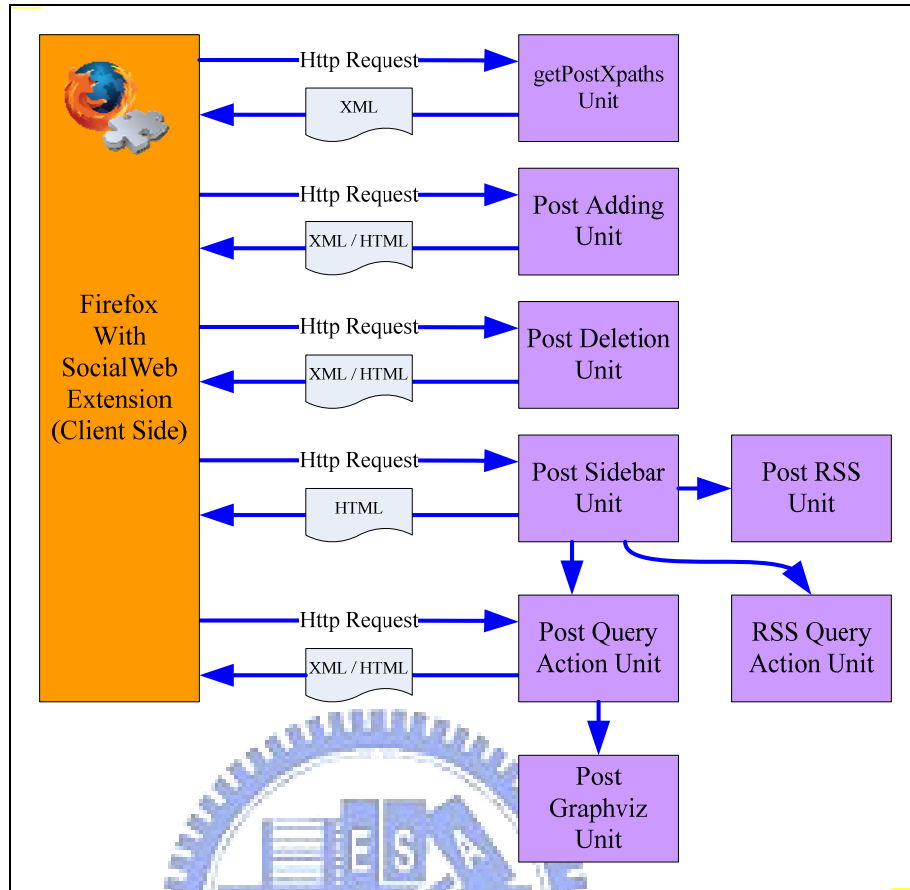 Http Request
getPostXpaths
Unit
XML
Http Request
Post Adding
Unit
XML / HTML
Firefox
With
SocialWeb
Extension
(Client Side)
Http Request
Post Deletion
Unit
XML / HTML
Http Request
Post Sidebar
Unit
Post RSS
Unit
HTML
Http Request
Post Query
Action Unit
RSS Query
Action Unit
XML / HTML
Post
Graphviz
Unit
E S A